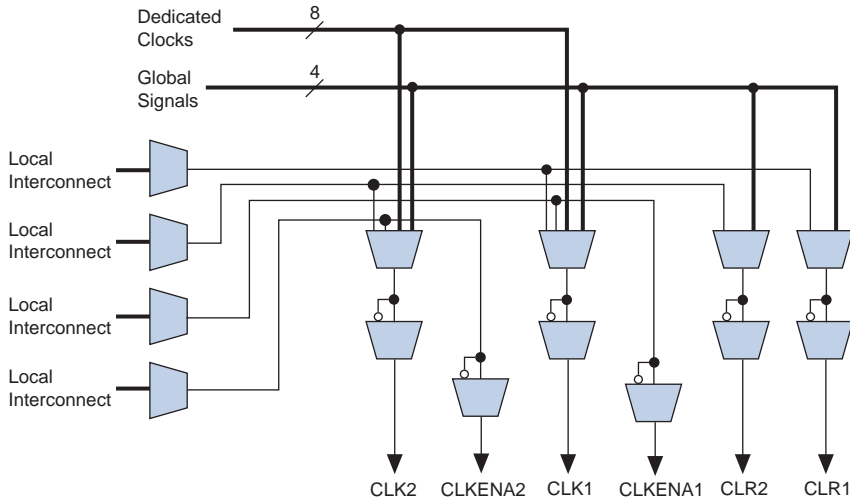 Dedicated
Clocks
8
Global
Signals
4
Local
Interconnect
Local
Interconnect
Local
Interconnect
Local
Interconnect
CLK2 CLKENA2 CLK1 CLKENA1 CLR2 CLR1